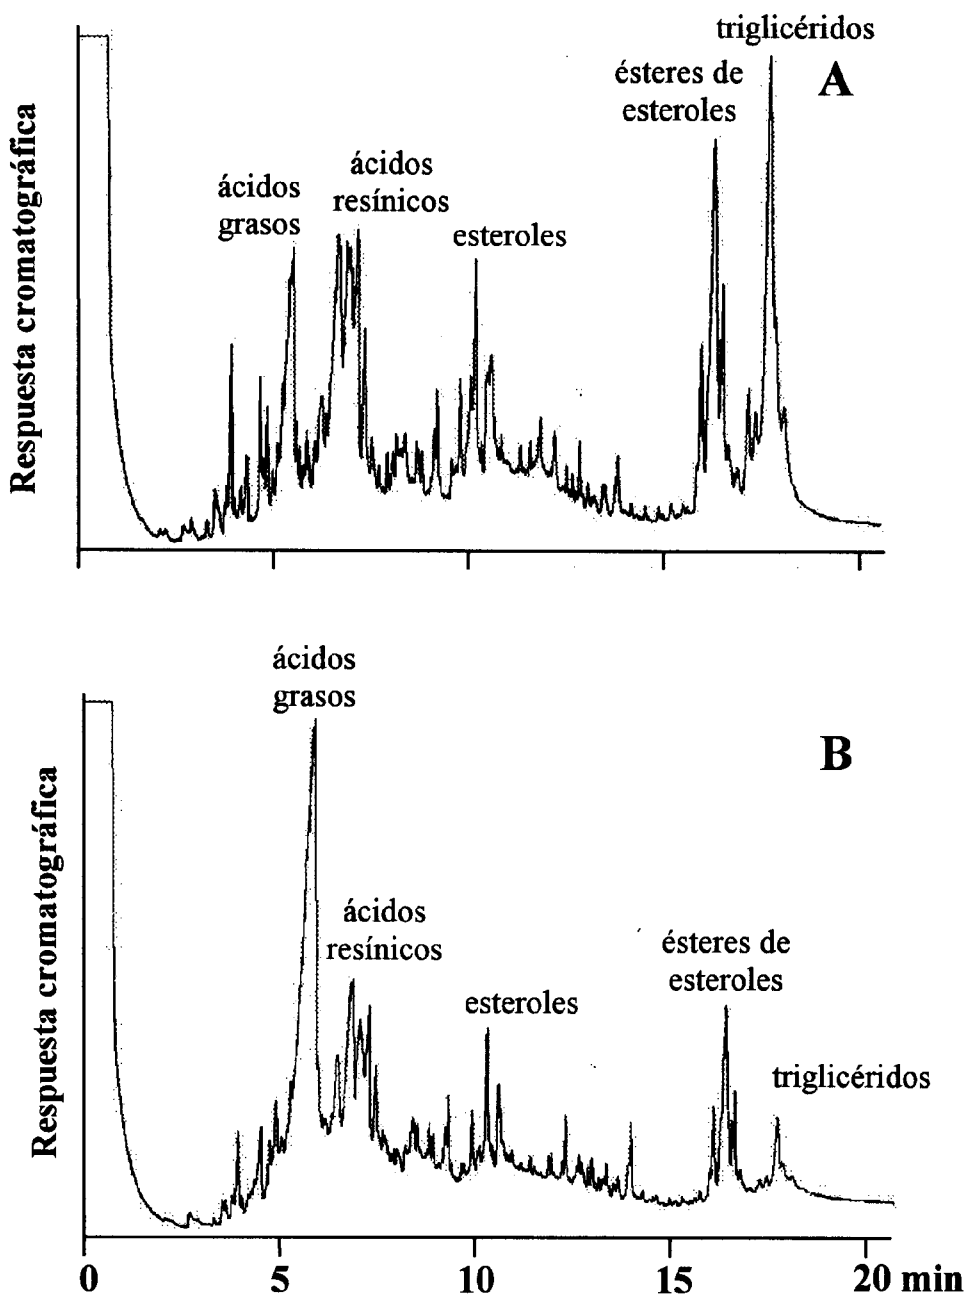 triglicéridos
A
ésteres de
esteroles
ácidos
resínicos
ácidos
grasos
esteroles
Respuesta cromatográfica
ácidos
grasos
B
ácidos
resínicos
ésteres de
esteroles
esteroles
triglicéridos
Respuesta cromatográfica
0 5 10 15 20 min